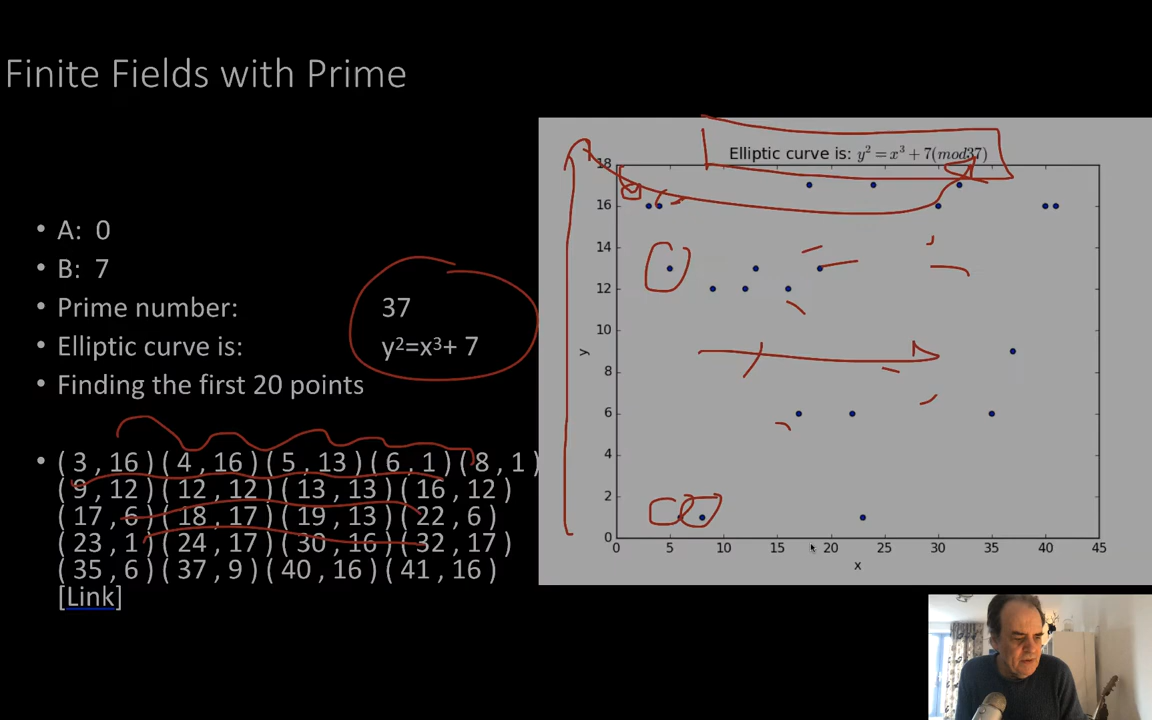 Finite Fields with Prime
• A: 0
• B: 7
• Prime number: 37
• Elliptic curve is: y²=x³+ 7
• Finding the first 20 points
• ( 3 , 16 ) ( 4 , 16 ) ( 5 , 13 ) ( 6 , 1 ) ( 8 , 1 )
( 9 , 12 ) ( 12 , 12 ) ( 13 , 13 ) ( 16 , 12 )
( 17 , 6 ) ( 18 , 17 ) ( 19 , 13 ) ( 22 , 6 )
( 23 , 1 ) ( 24 , 17 ) ( 30 , 16 ) ( 32 , 17 )
( 35 , 6 ) ( 37 , 9 ) ( 40 , 16 ) ( 41 , 16 )
[Link]
Elliptic curve is: y² = x³ + 7(mod37)
18
16
14
12
10
8
6
4
2
0
y
0 5 10 15 20 25 30 35 40 45
x